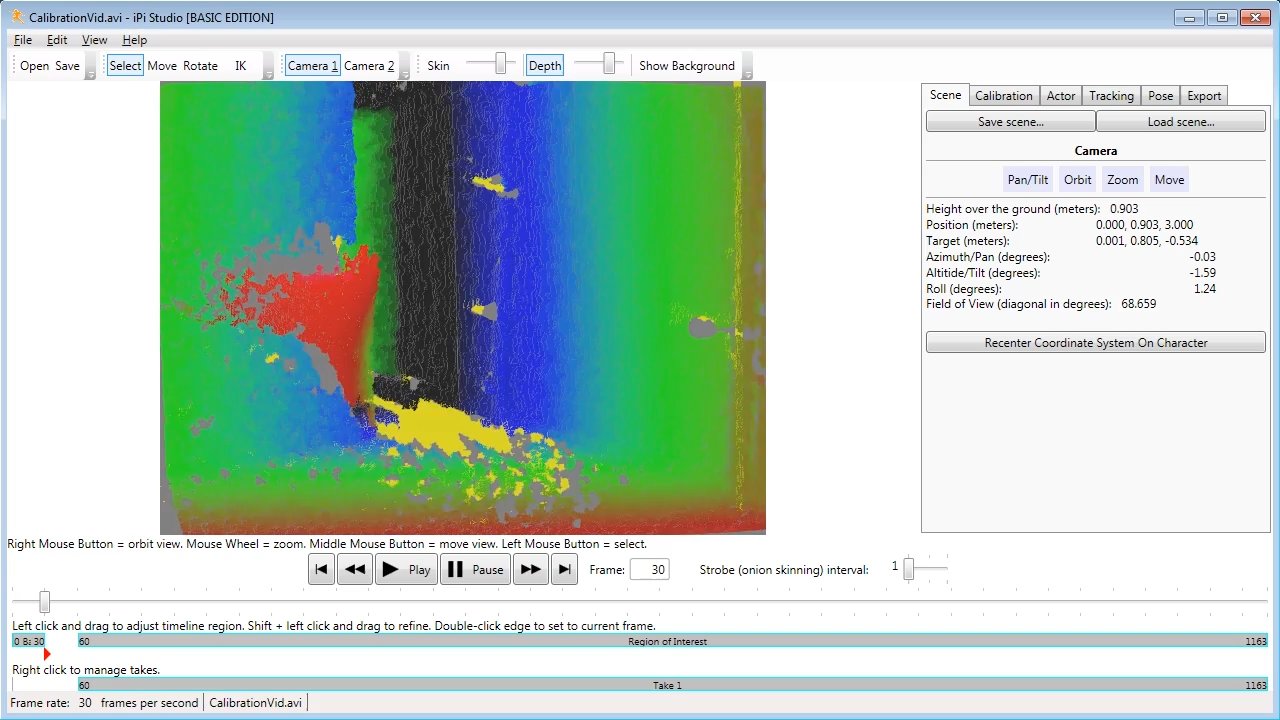 CalibrationVid.avi - iPi Studio [BASIC EDITION]
File Edit View Help
Open Save Select Move Rotate IK Camera 1 Camera 2 Skin Depth Show Background
Scene Calibration Actor Tracking Pose Export
Save scene... Load scene...
Camera
Pan/Tilt Orbit Zoom Move
Height over the ground (meters): 0.903
Position (meters): 0.000, 0.903, 3.000
Target (meters): 0.001, 0.805, -0.534
Azimuth/Pan (degrees): -0.03
Altitide/Tilt (degrees): -1.59
Roll (degrees): 1.24
Field of View (diagonal in degrees): 68.659
Recenter Coordinate System On Character
Right Mouse Button = orbit view. Mouse Wheel = zoom. Middle Mouse Button = move view. Left Mouse Button = select.
Play Pause Frame: 30 Strobe (onion skinning) interval: 1
Left click and drag to adjust timeline region. Shift + left click and drag to refine. Double-click edge to set to current frame.
0 30 60 Region of Interest 1163
Right click to manage takes.
60 Take 1 1163
Frame rate: 30 frames per second CalibrationVid.avi